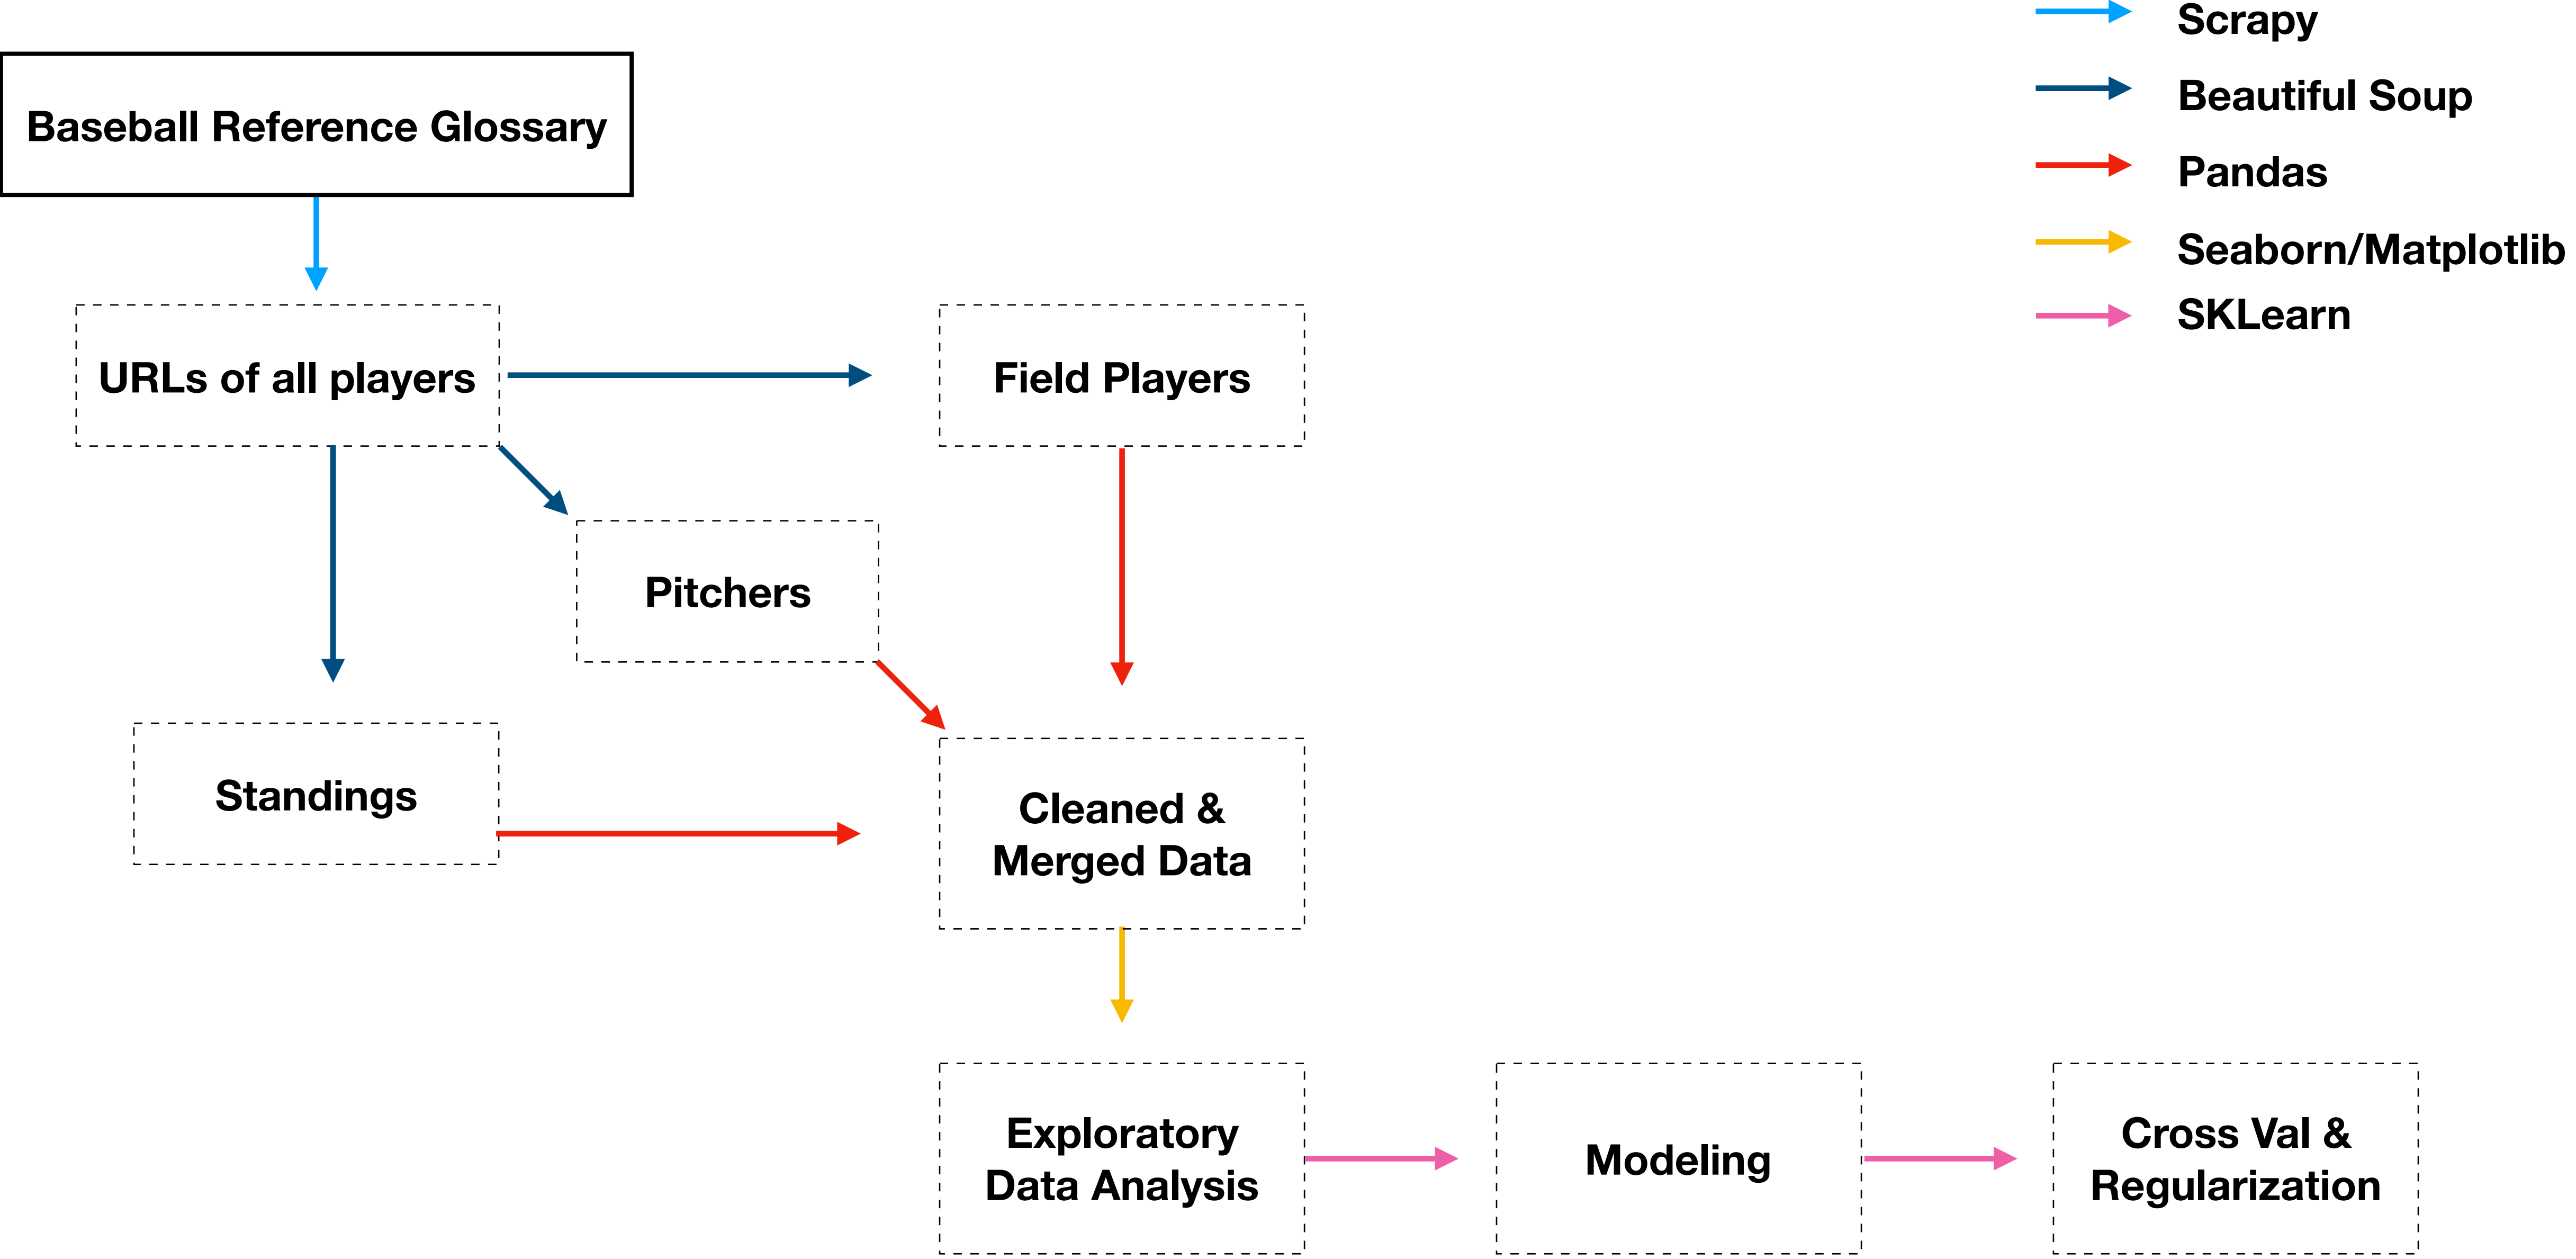 Scrapy
Beautiful Soup
Pandas
Seaborn/Matplotlib
SKLearn
Baseball Reference Glossary
URLs of all players
Field Players
Pitchers
Standings
Cleaned &
Merged Data
Exploratory
Data Analysis
Modeling
Cross Val &
Regularization